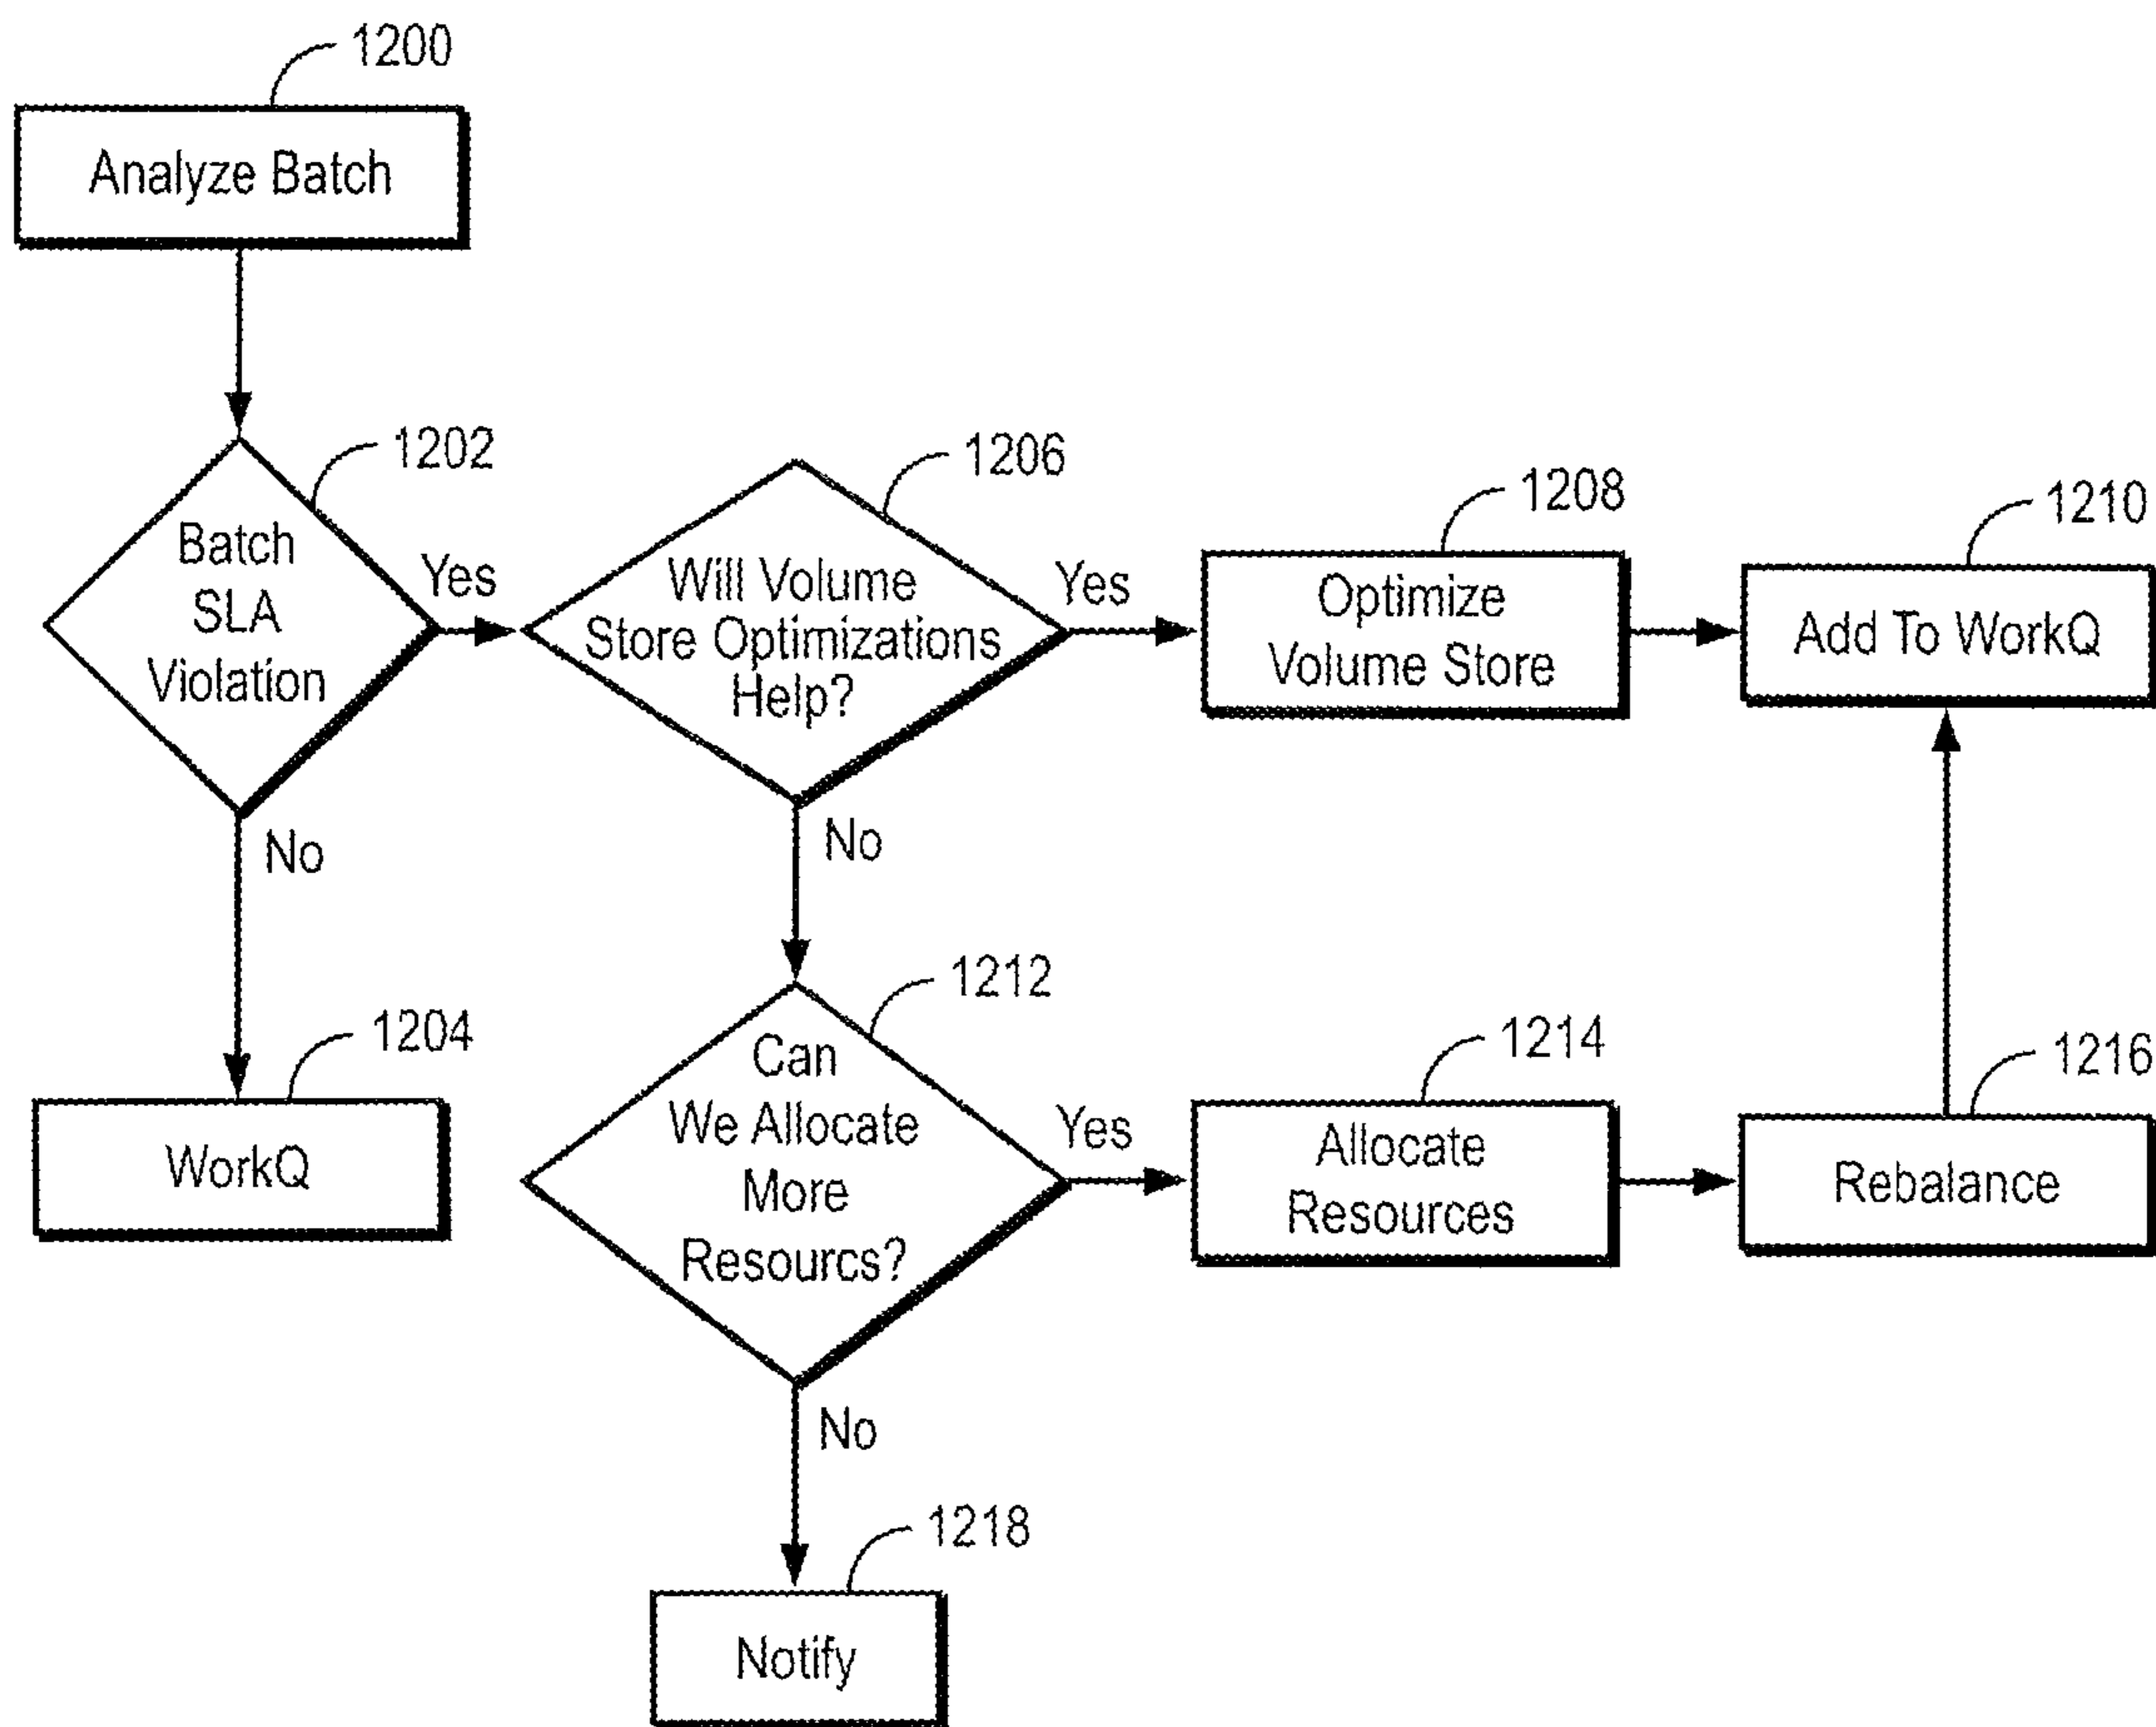 1200
Analyze Batch
1202
Batch
SLA
Violation
Yes
No
1204
WorkQ
1206
Will Volume
Store Optimizations
Help?
Yes
No
1208
Optimize
Volume Store
1210
Add To WorkQ
1212
Can
We Allocate
More
Resourcs?
Yes
No
1214
Allocate
Resources
1216
Rebalance
1218
Notify